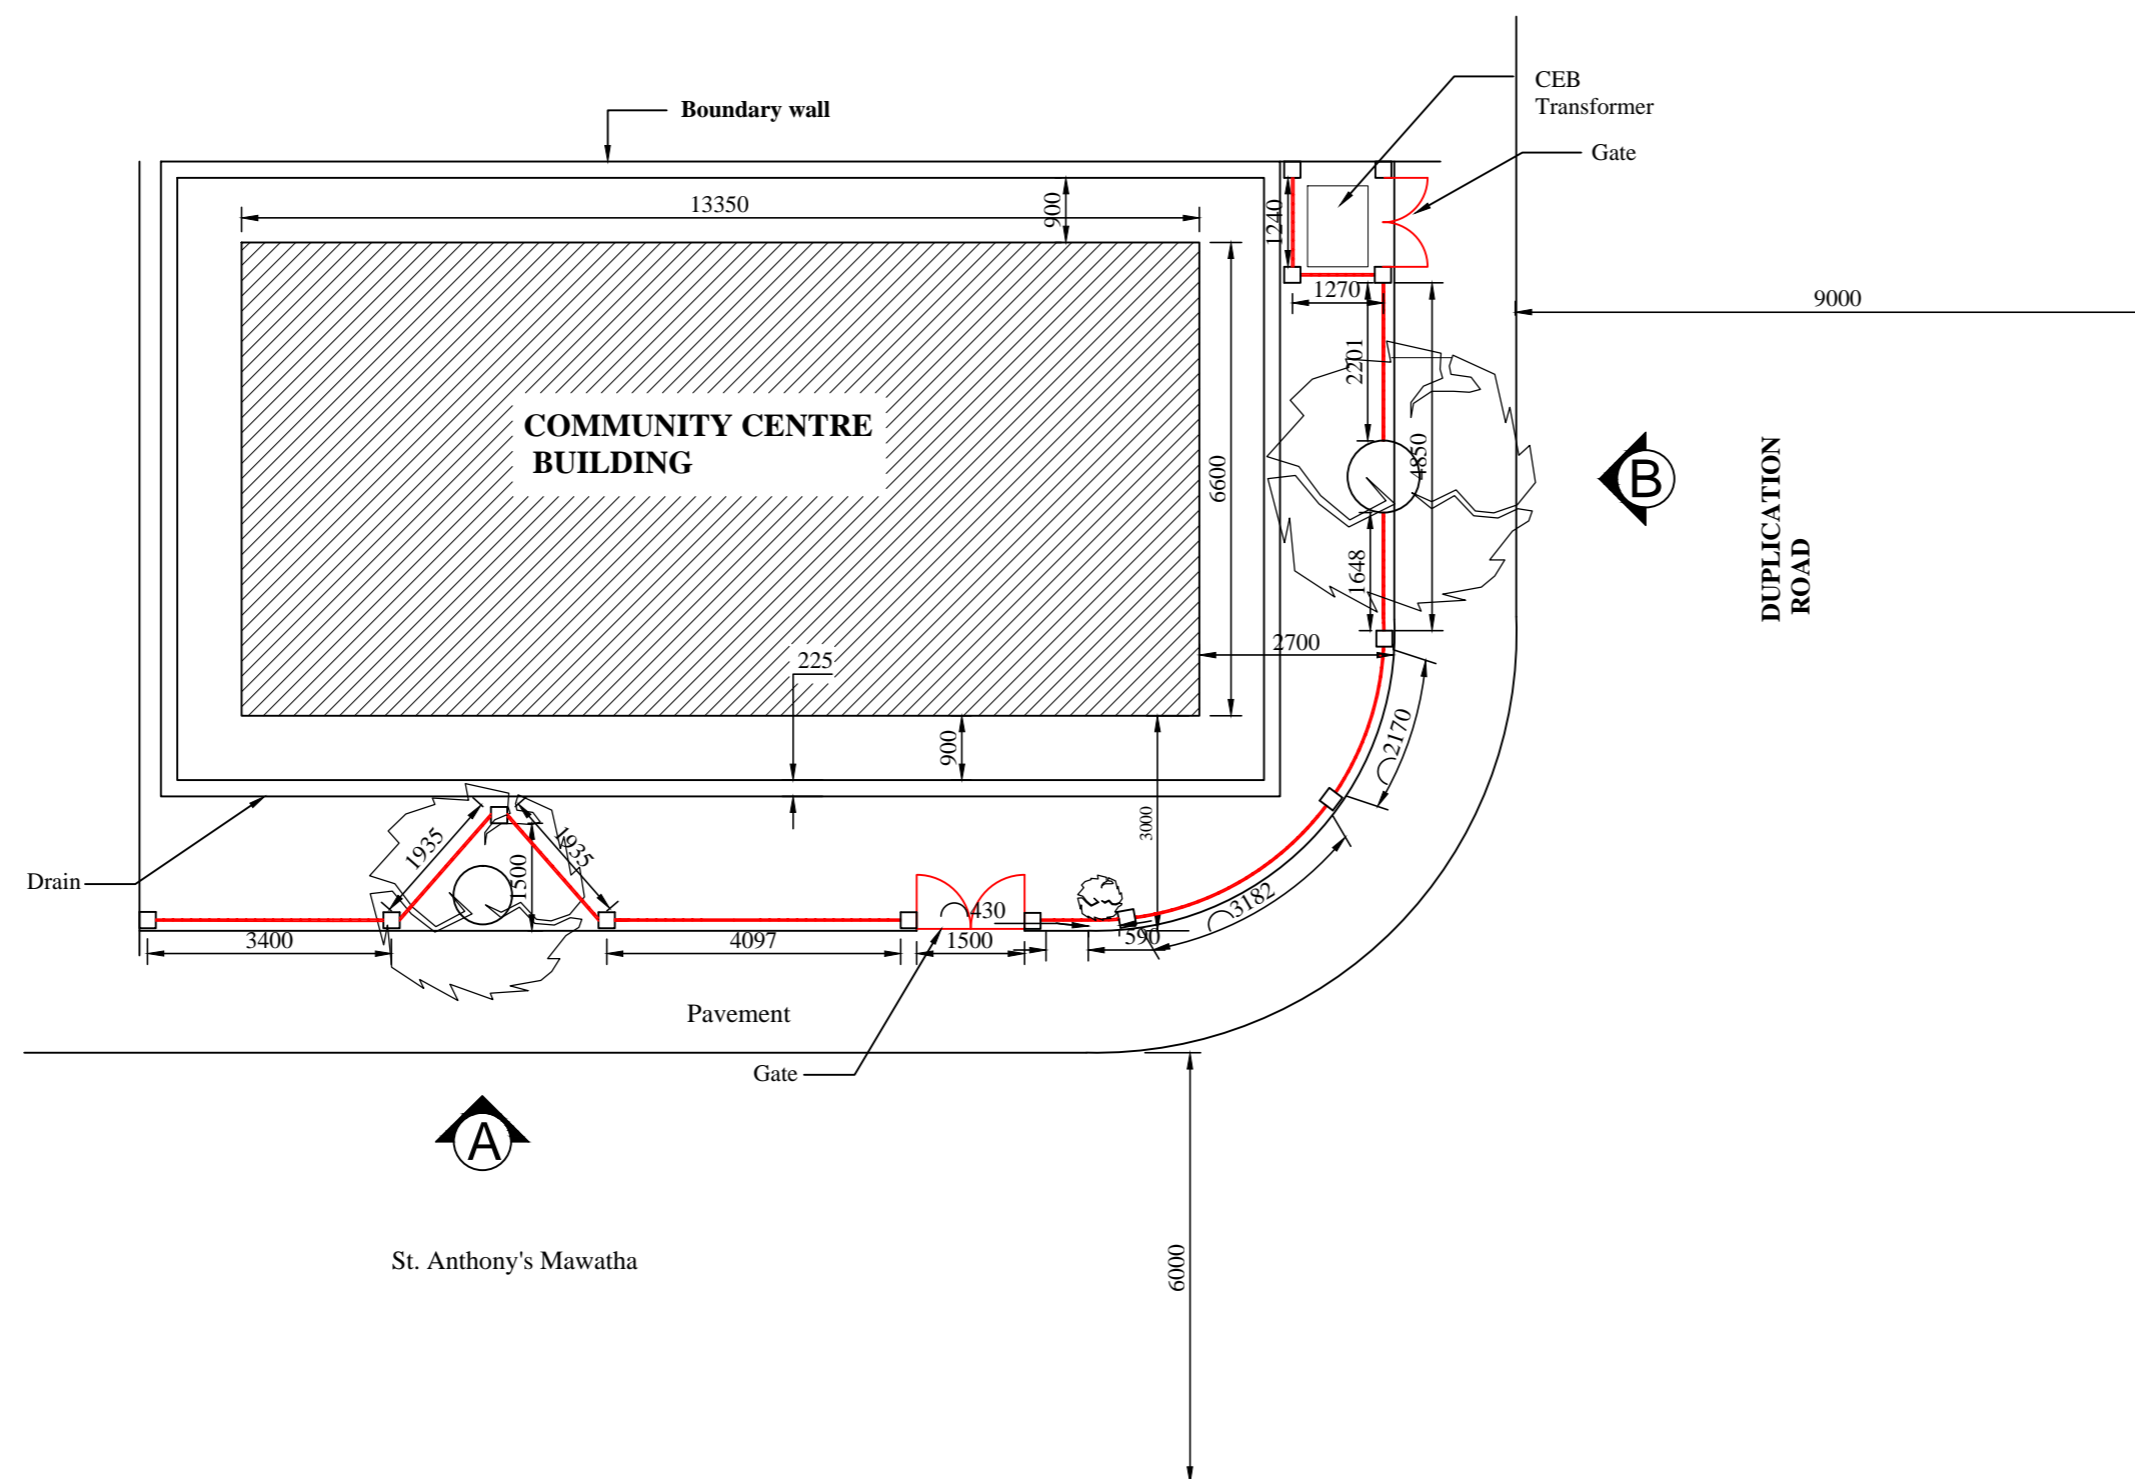 CEB
Transformer
Boundary wall
Gate
13350
900
1240
1270
9000
2201
COMMUNITY CENTRE
BUILDING
6600
4850
B
DUPLICATION
ROAD
1648
2700
225
900
2170
3000
1935
1935
1500
Drain
430
3182
3400
4097
1500
590
Pavement
Gate
A
St. Anthony's Mawatha
6000